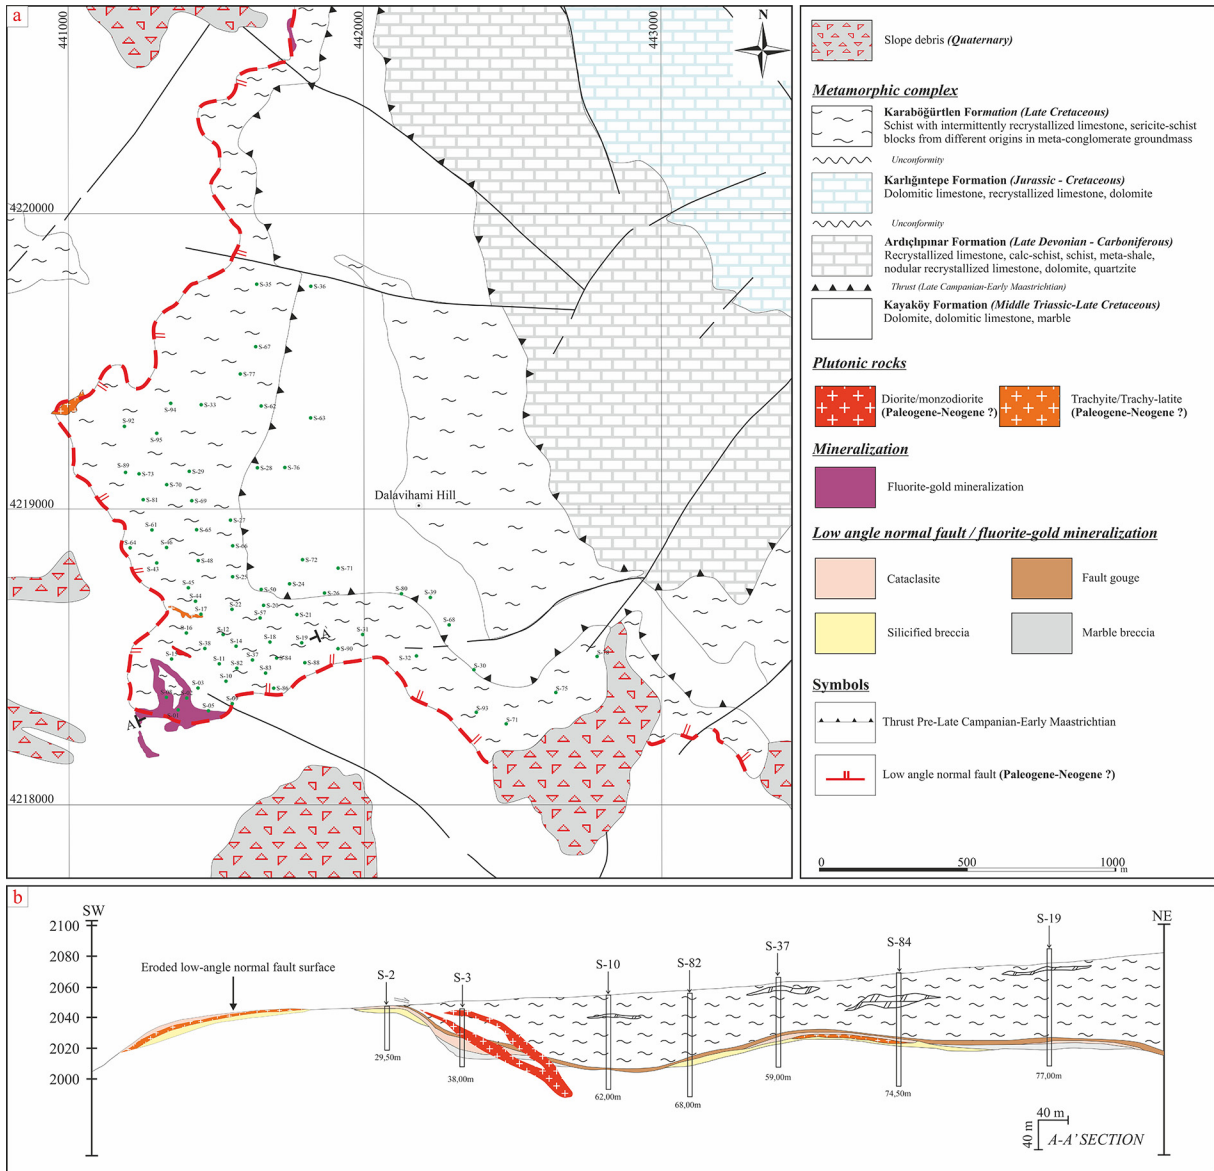 a
441000
442000
443000
N
4220000
4219000
4218000
S-35
S-36
S-67
S-77
S-94
S-33
S-62
S-63
S-92
S-95
S-89
S-73
S-29
S-28
S-76
S-70
S-81
S-69
Dalavihami Hill
S-27
S-61
S-65
S-64
S-46
S-66
S-43
S-48
S-72
S-71
S-25
S-24
S-45
S-50
S-26
S-80
S-39
S-44
S-17
S-22
S-20
S-57
S-21
S-68
S-16
S-12
S-19
A'
S-31
S-38
S-14
S-18
S-90
S-32
S-11
S-37
S-84
S-88
S-82
S-83
S-30
S-10
S-03
S-86
S-75
S-05
S-93
S-71
A
Slope debris (Quaternary)
Metamorphic complex
Karaböğürtlen Formation (Late Cretaceous)
Schist with intermittently recrystallized limestone, sericite-schist
blocks from different origins in meta-conglomerate groundmass
Unconformity
Karlığıntepe Formation (Jurassic - Cretaceous)
Dolomitic limestone, recrystallized limestone, dolomite
Unconformity
Ardıçlıpınar Formation (Late Devonian - Carboniferous)
Recrystallized limestone, calc-schist, schist, meta-shale,
nodular recrystallized limestone, dolomite, quartzite
Thrust (Late Campanian-Early Maastrichtian)
Kayaköy Formation (Middle Triassic-Late Cretaceous)
Dolomite, dolomitic limestone, marble
Plutonic rocks
Diorite/monzodiorite
(Paleogene-Neogene ?)
Trachyte/Trachy-latite
(Paleogene-Neogene ?)
Mineralization
Fluorite-gold mineralization
Low angle normal fault / fluorite-gold mineralization
Cataclasite
Fault gouge
Silicified breccia
Marble breccia
Symbols
Thrust Pre-Late Campanian-Early Maastrichtian
Low angle normal fault (Paleogene-Neogene ?)
0
500
1000
m
b
SW
NE
2100
2080
2060
2040
2020
2000
Eroded low-angle normal fault surface
S-2
S-3
S-10
S-82
S-37
S-84
S-19
29,50m
38,00m
62,00m
68,00m
59,00m
74,50m
77,00m
40 m
40 m
A-A' SECTION